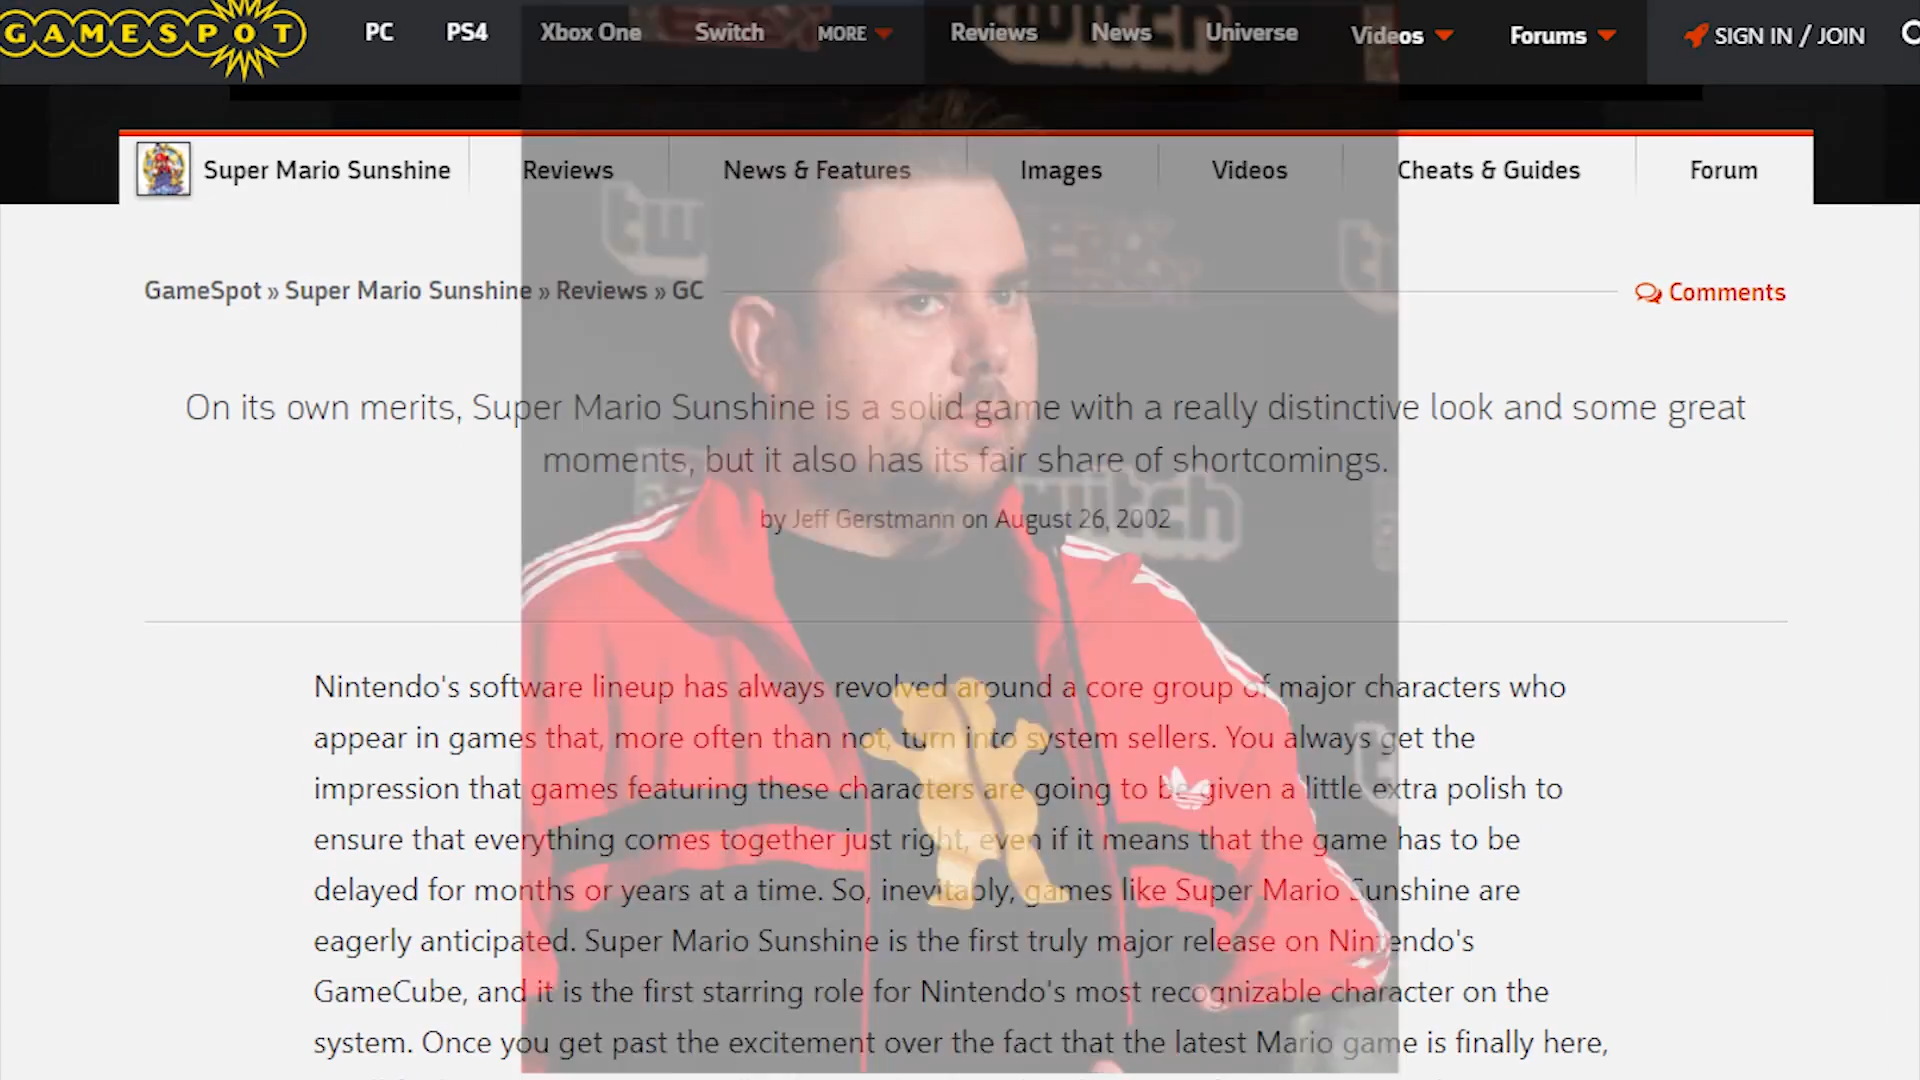 GAMESPOT PC PS4 Xbox One Switch MORE Reviews News Universe Videos Forums SIGN IN / JOIN
Super Mario Sunshine Reviews News & Features Images Videos Cheats & Guides Forum
GameSpot » Super Mario Sunshine » Reviews » GC Comments
On its own merits, Super Mario Sunshine is a solid game with a really distinctive look and some great
moments, but it also has its fair share of shortcomings.
twitch
by Jeff Gerstmann on August 26, 2002
Nintendo's software lineup has always revolved around a core group of major characters who
appear in games that, more often than not, turn into system sellers. You always get the
impression that games featuring these characters are going to be given a little extra polish to
ensure that everything comes together just right, even if it means that the game has to be
delayed for months or years at a time. So, inevitably, games like Super Mario Sunshine are
eagerly anticipated. Super Mario Sunshine is the first truly major release on Nintendo's
GameCube, and it is the first starring role for Nintendo's most recognizable character on the
system. Once you get past the excitement over the fact that the latest Mario game is finally here,